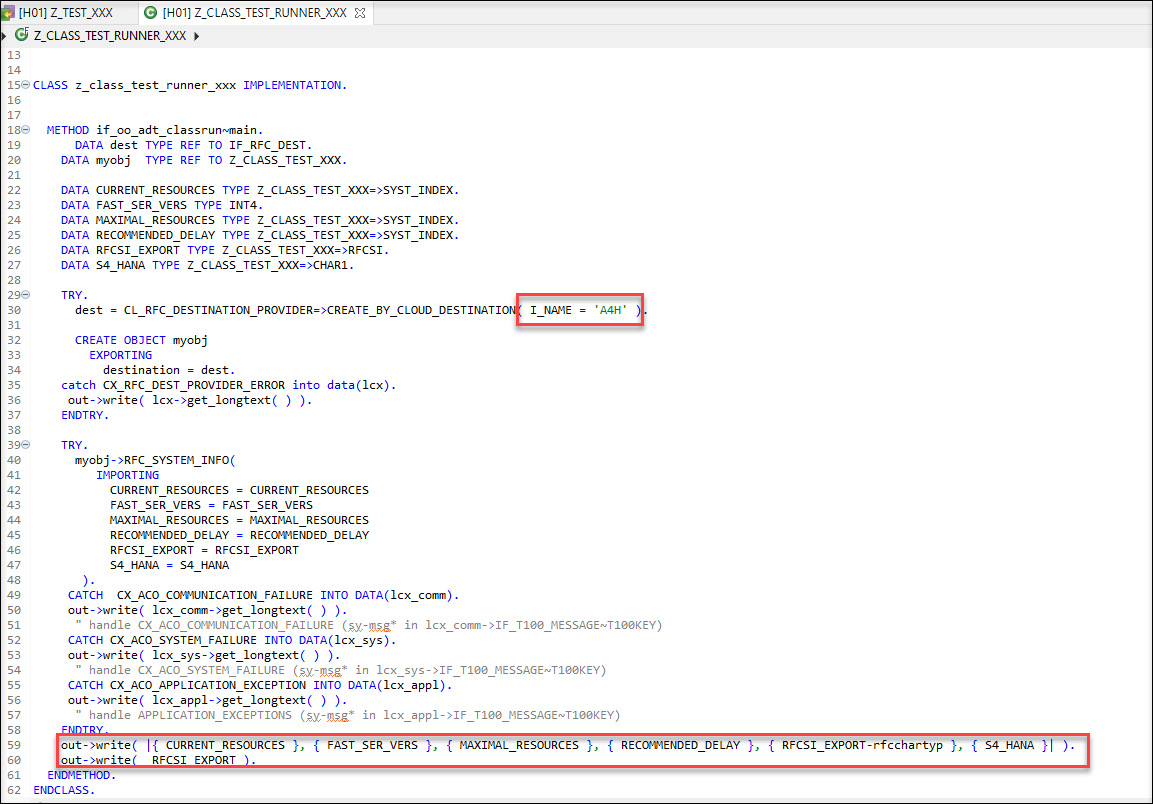 [H01] Z_TEST_XXX
[H01] Z_CLASS_TEST_RUNNER_XXX
Z_CLASS_TEST_RUNNER_XXX
13
14
15 CLASS z_class_test_runner_xxx IMPLEMENTATION.
16
17
18 METHOD if_oo_adt_classrun~main.
19 DATA dest TYPE REF TO IF_RFC_DEST.
20 DATA myobj TYPE REF TO Z_CLASS_TEST_XXX.
21
22 DATA CURRENT_RESOURCES TYPE Z_CLASS_TEST_XXX=>SYST_INDEX.
23 DATA FAST_SER_VERS TYPE INT4.
24 DATA MAXIMAL_RESOURCES TYPE Z_CLASS_TEST_XXX=>SYST_INDEX.
25 DATA RECOMMENDED_DELAY TYPE Z_CLASS_TEST_XXX=>SYST_INDEX.
26 DATA RFCSI_EXPORT TYPE Z_CLASS_TEST_XXX=>RFCSI.
27 DATA S4_HANA TYPE Z_CLASS_TEST_XXX=>CHAR1.
28
29 TRY.
30 dest = CL_RFC_DESTINATION_PROVIDER=>CREATE_BY_CLOUD_DESTINATION( I_NAME = 'A4H' ).
31
32 CREATE OBJECT myobj
33 EXPORTING
34 destination = dest.
35 catch CX_RFC_DEST_PROVIDER_ERROR into data(lcx).
36 out->write( lcx->get_longtext( ) ).
37 ENDTRY.
38
39 TRY.
40 myobj->RFC_SYSTEM_INFO(
41 IMPORTING
42 CURRENT_RESOURCES = CURRENT_RESOURCES
43 FAST_SER_VERS = FAST_SER_VERS
44 MAXIMAL_RESOURCES = MAXIMAL_RESOURCES
45 RECOMMENDED_DELAY = RECOMMENDED_DELAY
46 RFCSI_EXPORT = RFCSI_EXPORT
47 S4_HANA = S4_HANA
48 ).
49 CATCH CX_ACO_COMMUNICATION_FAILURE INTO DATA(lcx_comm).
50 out->write( lcx_comm->get_longtext( ) ).
51 " handle CX_ACO_COMMUNICATION_FAILURE (sy-msg* in lcx_comm->IF_T100_MESSAGE~T100KEY)
52 CATCH CX_ACO_SYSTEM_FAILURE INTO DATA(lcx_sys).
53 out->write( lcx_sys->get_longtext( ) ).
54 " handle CX_ACO_SYSTEM_FAILURE (sy-msg* in lcx_sys->IF_T100_MESSAGE~T100KEY)
55 CATCH CX_ACO_APPLICATION_EXCEPTION INTO DATA(lcx_appl).
56 out->write( lcx_appl->get_longtext( ) ).
57 " handle APPLICATION_EXCEPTIONS (sy-msg* in lcx_appl->IF_T100_MESSAGE~T100KEY)
58 ENDTRY.
59 out->write( |{ CURRENT_RESOURCES }, { FAST_SER_VERS }, { MAXIMAL_RESOURCES }, { RECOMMENDED_DELAY }, { RFCSI_EXPORT-rfcchartyp }, { S4_HANA }| ).
60 out->write( RFCSI_EXPORT ).
61 ENDMETHOD.
62 ENDCLASS.